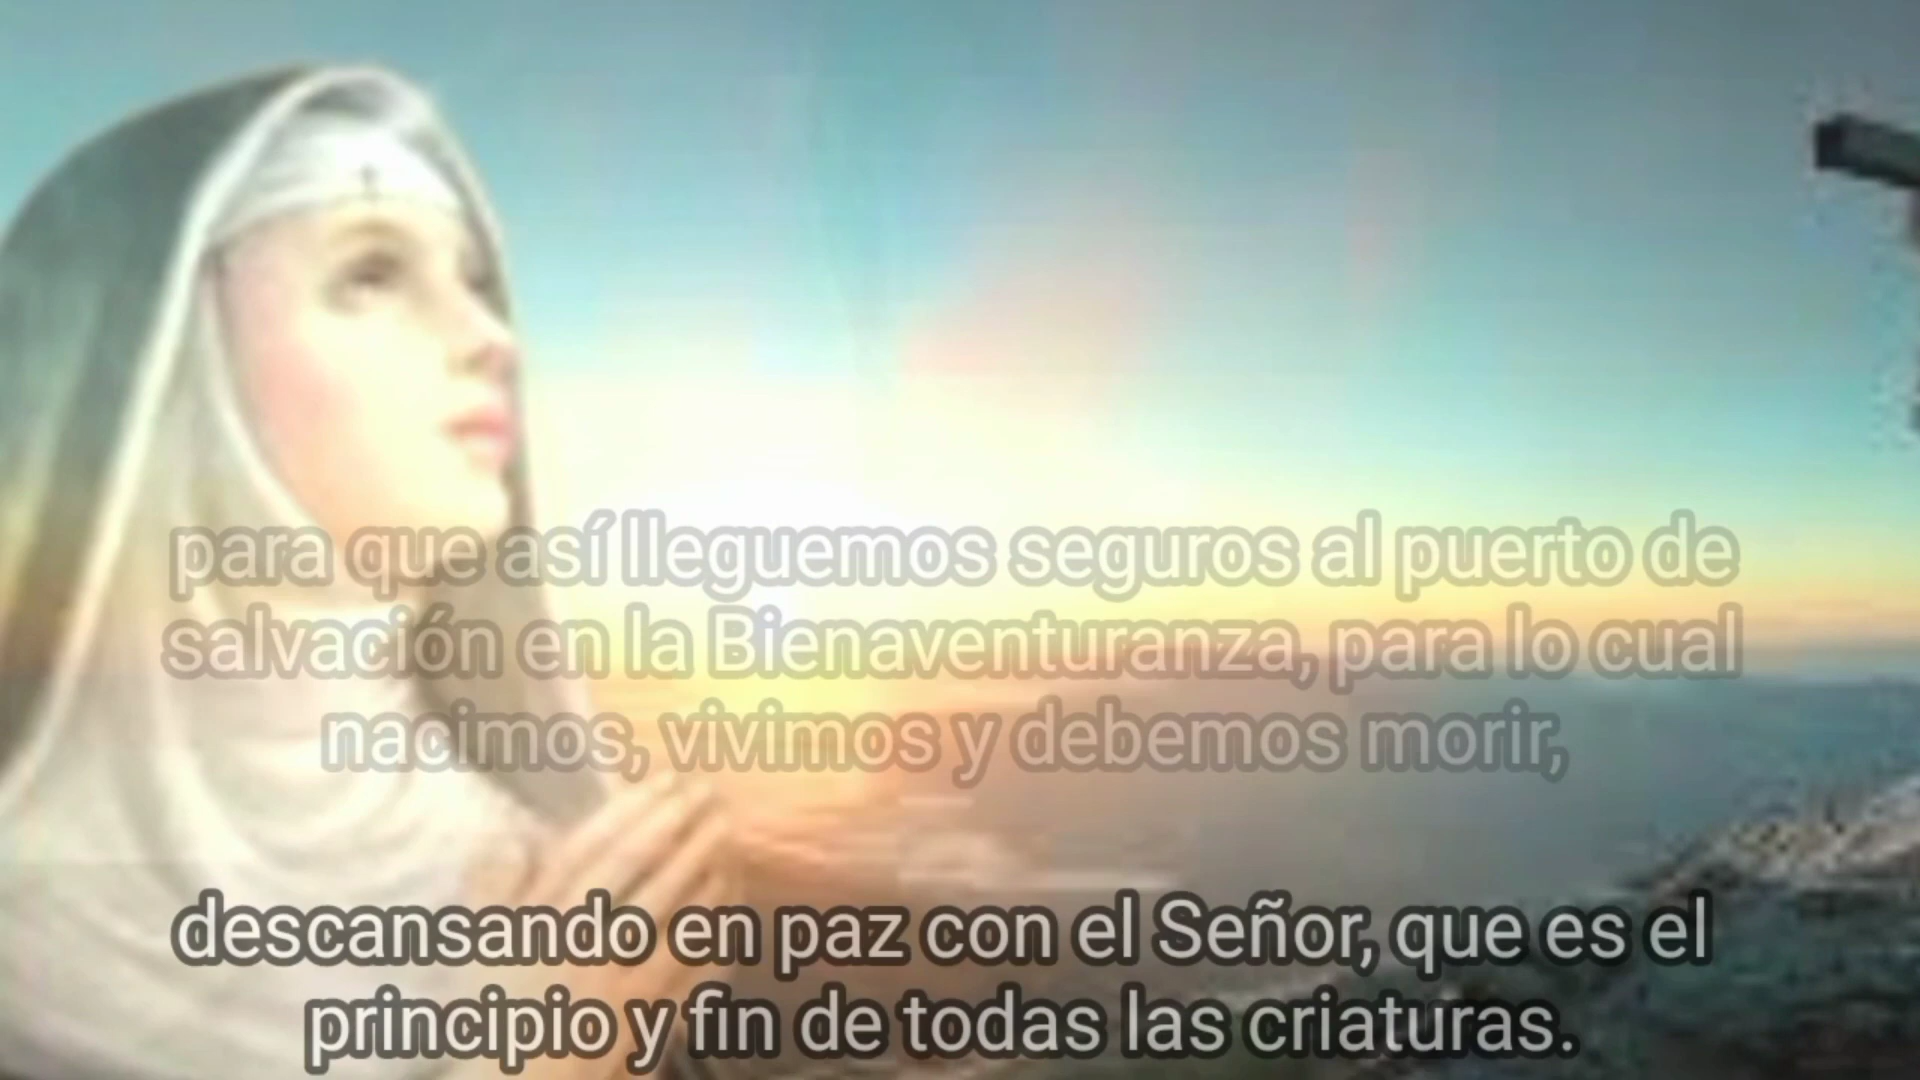 para que así lleguemos seguros al puerto de
salvación en la Bienaventuranza, para lo cual
nacimos, vivimos y debemos morir,
descansando en paz con el Señor, que es el
principio y fin de todas las criaturas.